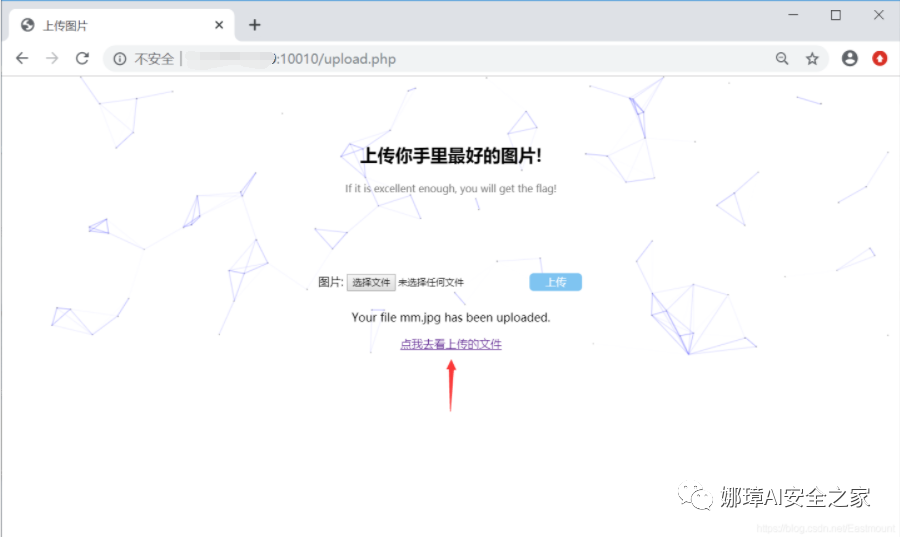 上传图片
不安全 | :10010/upload.php
上传你手里最好的图片!
If it is excellent enough, you will get the flag!
图片: 选择文件 未选择任何文件 上传
Your file mm.jpg has been uploaded.
点我去看上传的文件
娜璋AI安全之家
https://blog.csdn.net/Eastmount